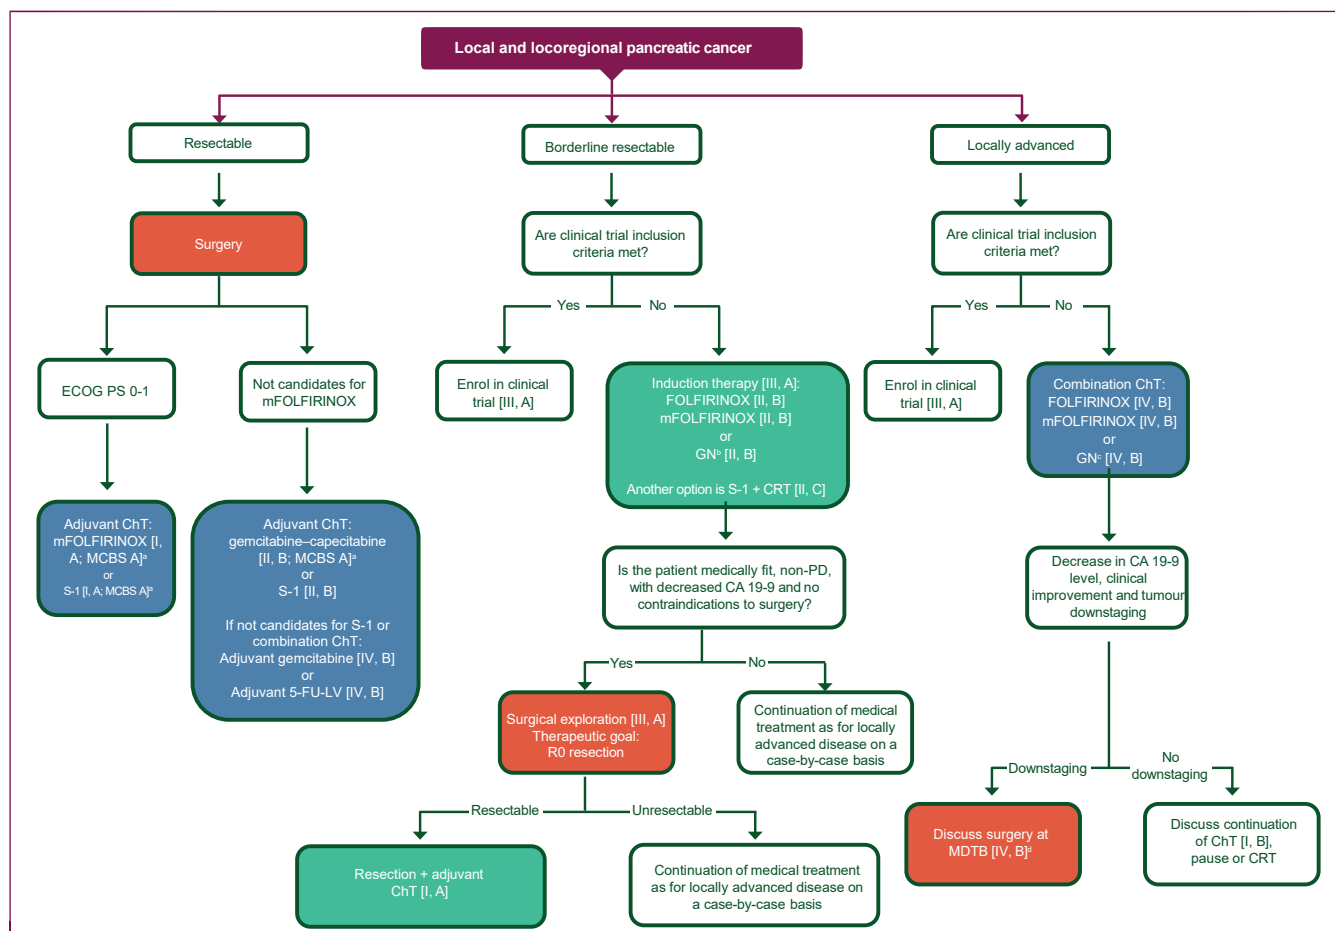 Local and locoregional pancreatic cancer
Resectable
Borderline resectable
Locally advanced
Surgery
Are clinical trial inclusion
criteria met?
Are clinical trial inclusion
criteria met?
Yes
No
Yes
No
ECOG PS 0-1
Not candidates for
mFOLFIRINOX
Enrol in clinical
trial [III, A]
Induction therapy [III, A]:
FOLFIRINOX [II, B]
mFOLFIRINOX [II, B]
or
GNᵇ [II, B]
Another option is S-1 + CRT [II, C]
Enrol in clinical
trial [III, A]
Combination ChT:
FOLFIRINOX [IV, B]
mFOLFIRINOX [IV, B]
or
GNᶜ [IV, B]
Adjuvant ChT:
mFOLFIRINOX [I,
A; MCBS A]ᵃ
or
S-1 [I, A; MCBS A]ᵃ
Adjuvant ChT:
gemcitabine–capecitabine
[II, B; MCBS A]ᵃ
or
S-1 [II, B]
If not candidates for S-1 or
combination ChT:
Adjuvant gemcitabine [IV, B]
or
Adjuvant 5-FU-LV [IV, B]
Is the patient medically fit, non-PD,
with decreased CA 19-9 and no
contraindications to surgery?
Decrease in CA 19-9
level, clinical
improvement and tumour
downstaging
Yes
No
Surgical exploration [III, A]
Therapeutic goal:
R0 resection
Continuation of medical
treatment as for locally
advanced disease on a
case-by-case basis
Downstaging
No
downstaging
Resectable
Unresectable
Resection + adjuvant
ChT [I, A]
Continuation of medical treatment
as for locally advanced disease on
a case-by-case basis
Discuss surgery at
MDTB [IV, B]ᵈ
Discuss continuation
of ChT [I, B],
pause or CRT